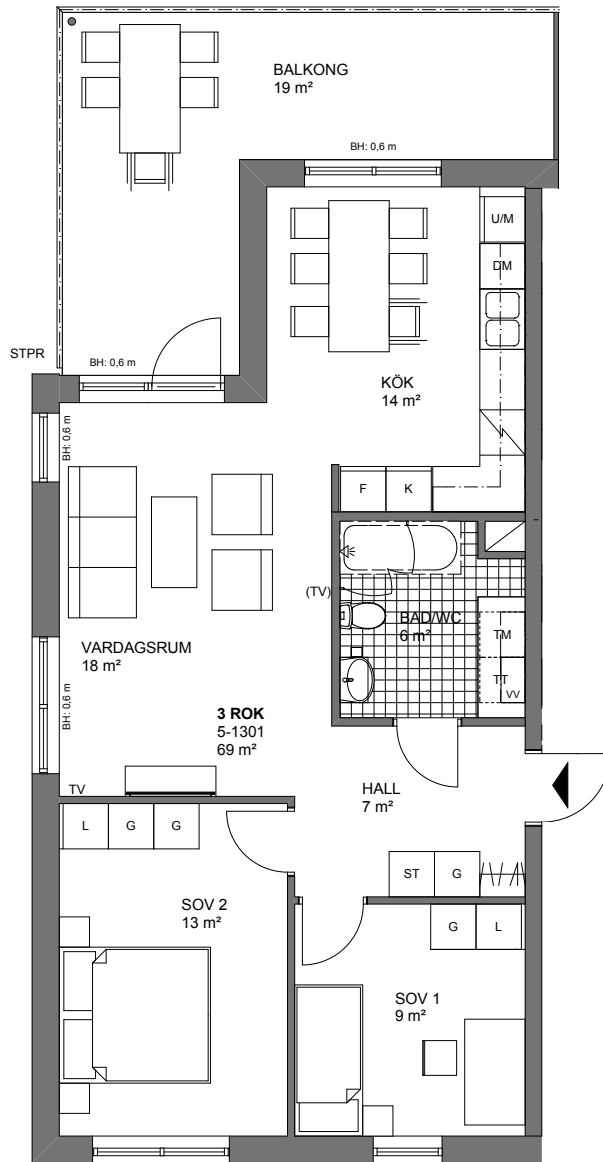 BALKONG
19 m²
BH: 0,6 m
U/M
DM
STPR
BH: 0,6 m
KÖK
14 m²
BH: 0,6 m
F
K
(TV)
BAD/WC
6 m²
TM
TT
VV
VARDAGSRUM
18 m²
BH: 0,6 m
3 ROK
5-1301
69 m²
TV
HALL
7 m²
L
G
G
ST
G
SOV 2
13 m²
G
L
SOV 1
9 m²